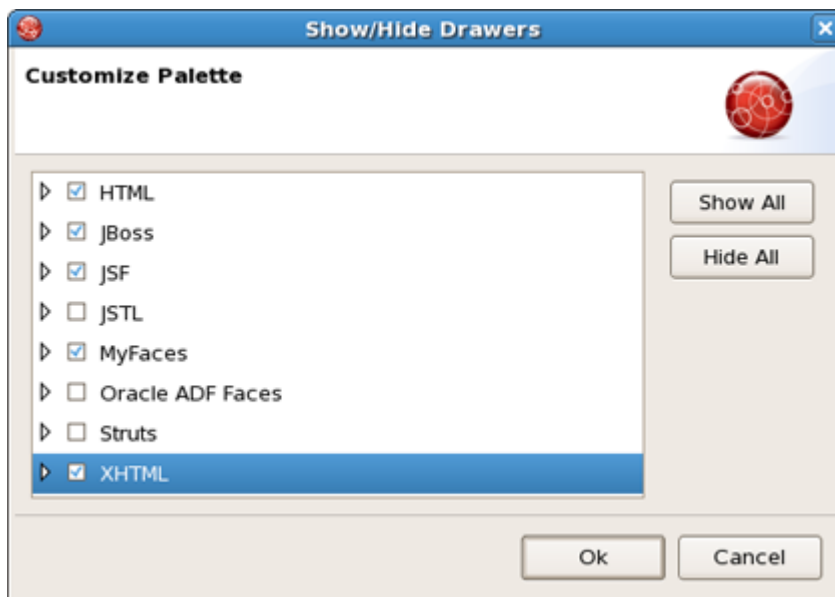 Show/Hide Drawers
Customize Palette
HTML
JBoss
JSF
JSTL
MyFaces
Oracle ADF Faces
Struts
XHTML
Show All
Hide All
Ok
Cancel